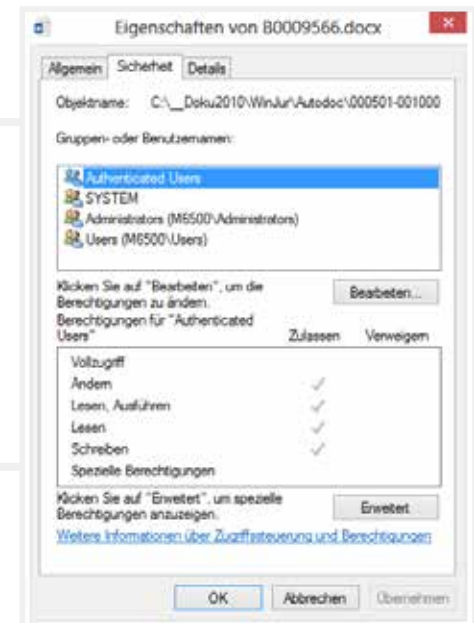 Eigenschaften von B0009566.docx
Allgemein Sicherheit Details
Objektname: C:\__Doku2010\WinJur\Autodoc\000501-001000
Gruppen- oder Benutzernamen:
Authenticated Users
SYSTEM
Administrators (M6500\Administrators)
Users (M6500\Users)
Klicken Sie auf "Bearbeiten", um die
Berechtigungen zu ändern.
Bearbeiten...
Berechtigungen für "Authenticated
Users"
Zulassen Verweigern
Vollzugriff
Ändern
Lesen, Ausführen
Lesen
Schreiben
Spezielle Berechtigungen
Klicken Sie auf "Erweitert", um spezielle
Berechtigungen anzuzeigen.
Erweitert
Weitere Informationen über Zugriffssteuerung und Berechtigungen
OK Abbrechen Übernehmen